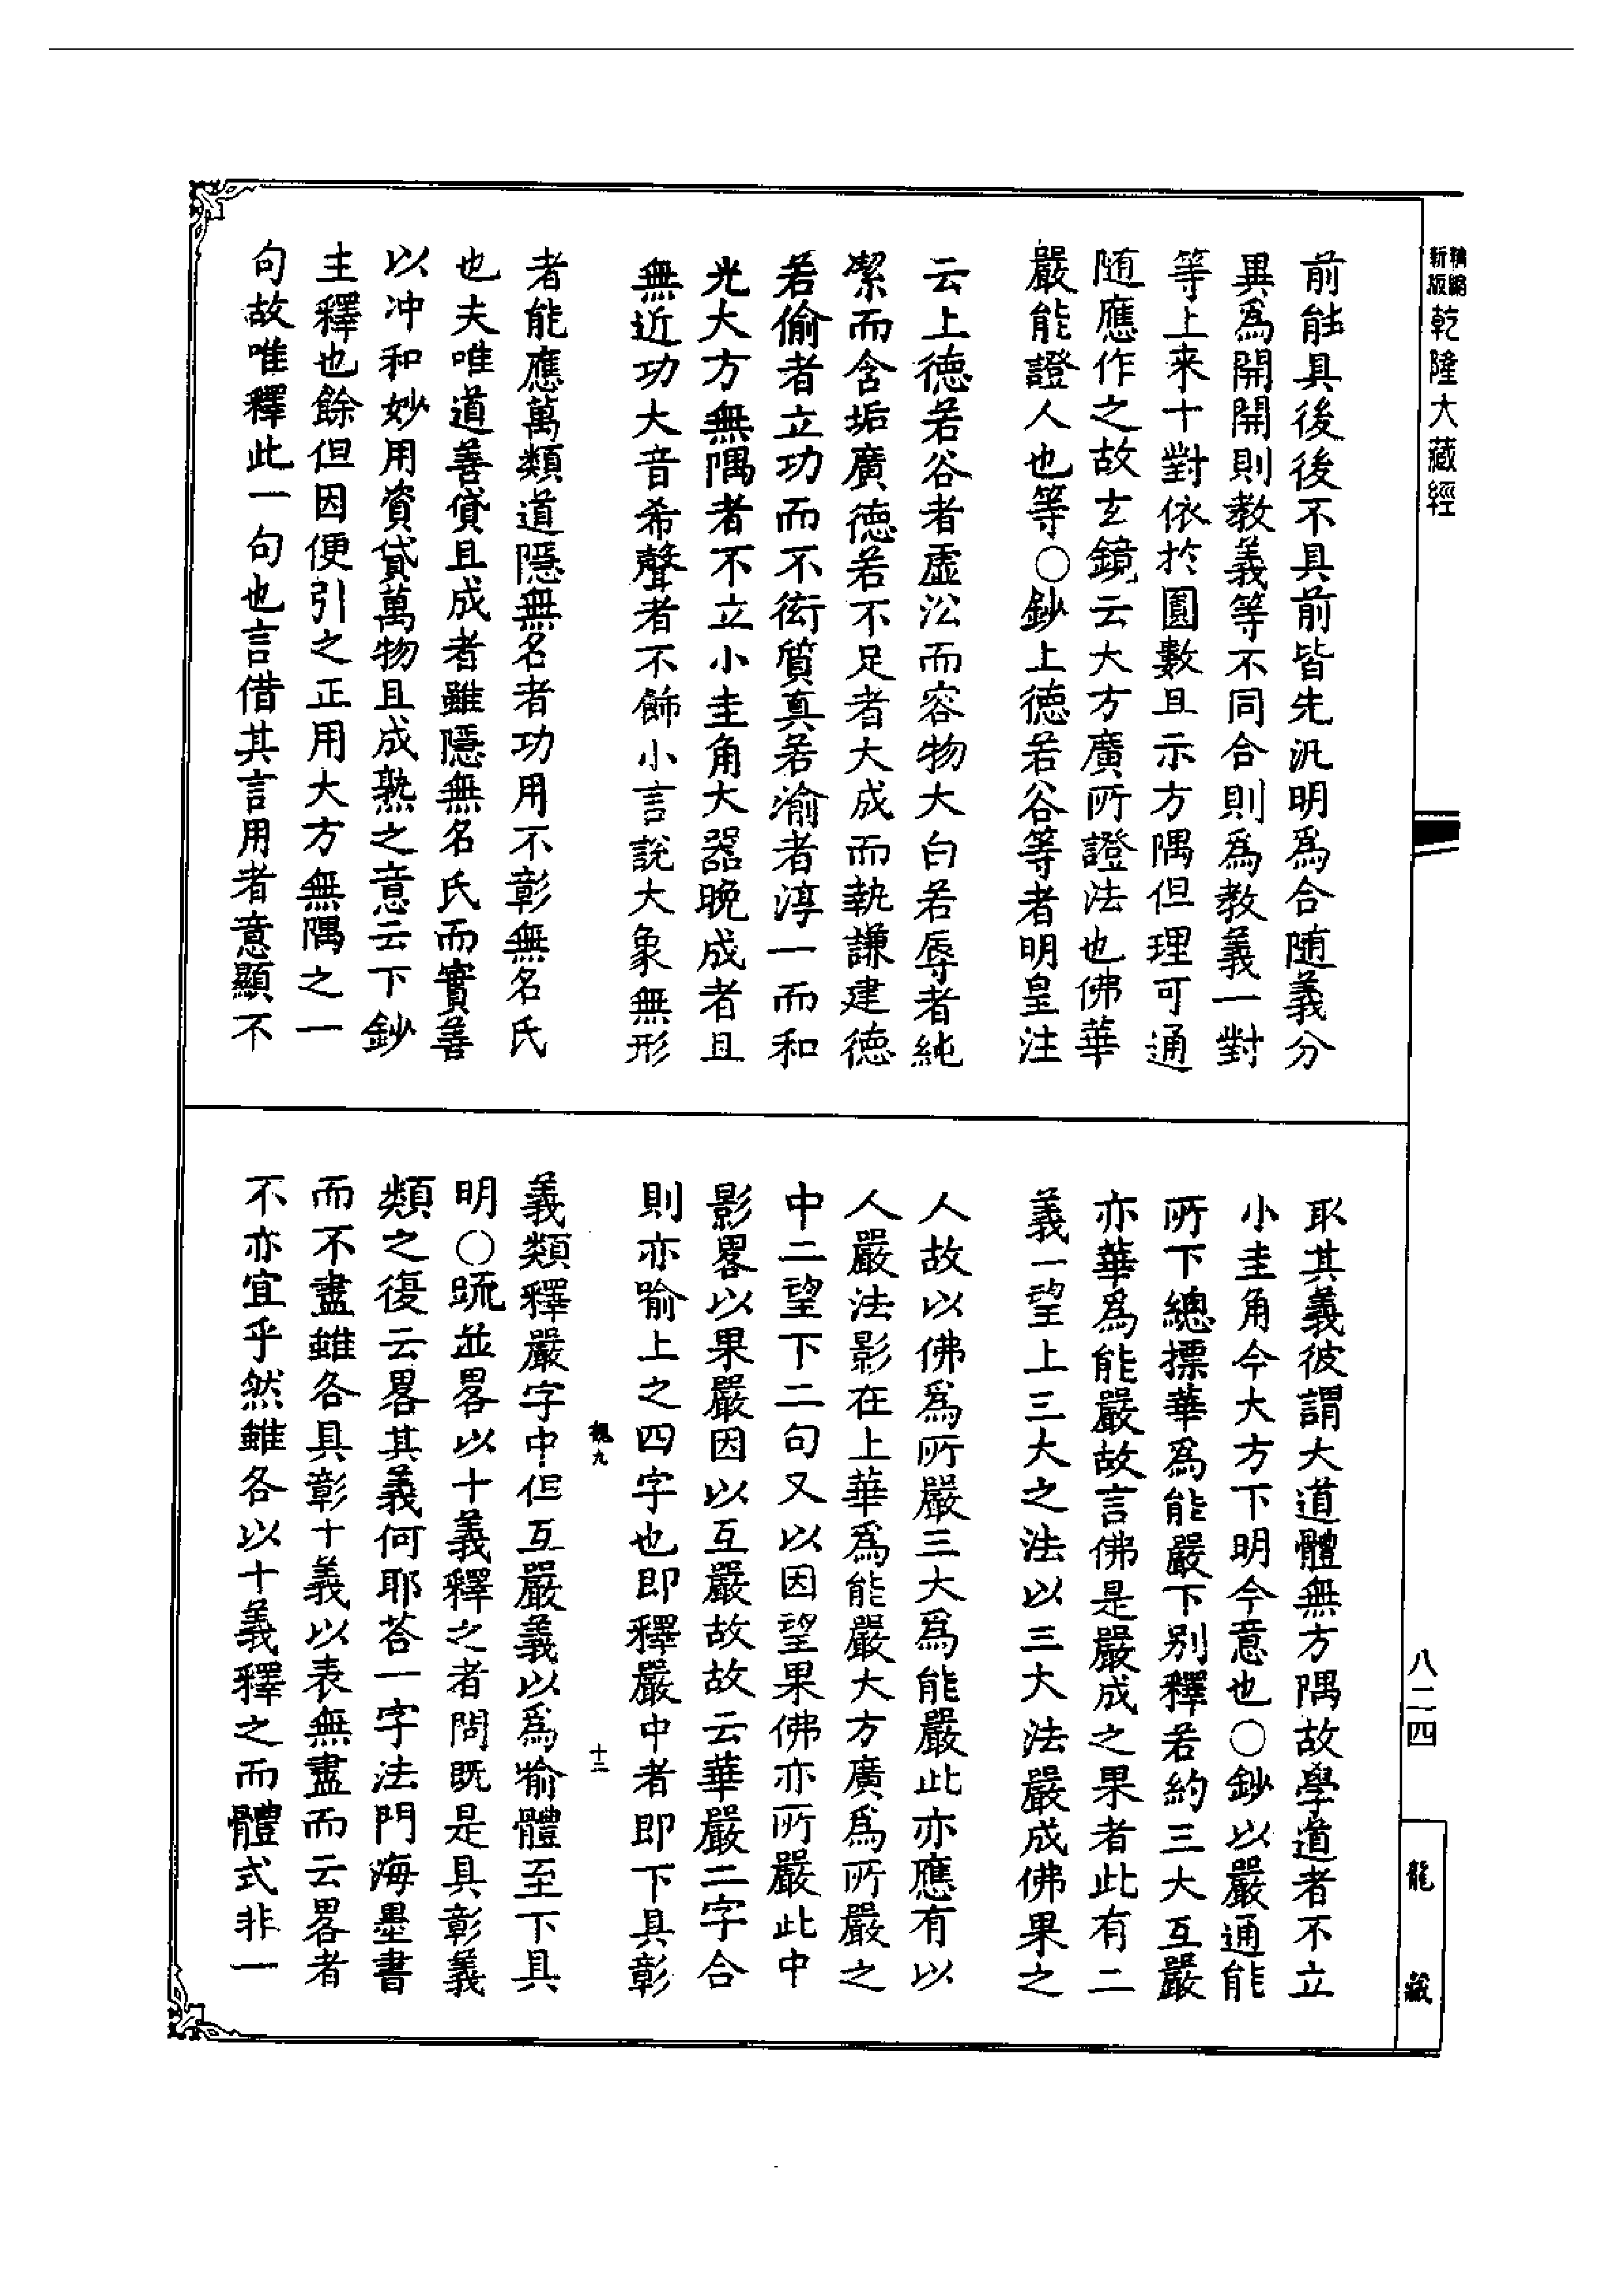 精縮
新版
乾隆大藏經
前能具後後不具前皆先汎明爲合随義分
異爲開開則教義等不同合則爲教義一對
等上来十對依於圓數且示方隅但理可通
随應作之故玄鏡云大方廣所證法也佛華
嚴能證人也等○鈔上德若谷等者明皇注
云上德若谷者虛㳂而容物大白若辱者純
潔而含垢廣德若不足者大成而執謙建德
若偷者立功而不衒質真若渝者淳一而和
光大方無隅者不立小圭角大器晚成者且
無近功大音希聲者不飾小言說大象無形
者能應萬類道隱無名者功用不彰無名氏
也夫唯道善貸且成者雖隱無名氏而實善
以冲和妙用資貸萬物且成熟之意云下鈔
主釋也餘但因便引之正用大方無隅之一
句故唯釋此一句也言借其言用者意顯不
取其義彼謂大道體無方隅故學道者不立
小圭角今大方下明今意也○鈔以嚴通能
所下總摽華爲能嚴下别釋若約三大互嚴
亦華爲能嚴故言佛是嚴成之果者此有二
義一望上三大之法以三大法嚴成佛果之
人故以佛爲所嚴三大爲能嚴此亦應有以
人嚴法影在上華爲能嚴大方廣爲所嚴之
中二望下二句又以因望果佛亦所嚴此中
影畧以果嚴因以互嚴故故云華嚴二字合
則亦喻上之四字也即釋嚴中者即下具彰
槐九
十三
義類釋嚴字中但互嚴義以爲喻體至下具
明○䟽並畧以十義釋之者問既是具彰義
類之復云畧其義何耶荅一字法門海墨書
而不盡雖各具彰十義以表無盡而云畧者
不亦宜乎然雖各以十義釋之而體式非一
八二四
龍
藏